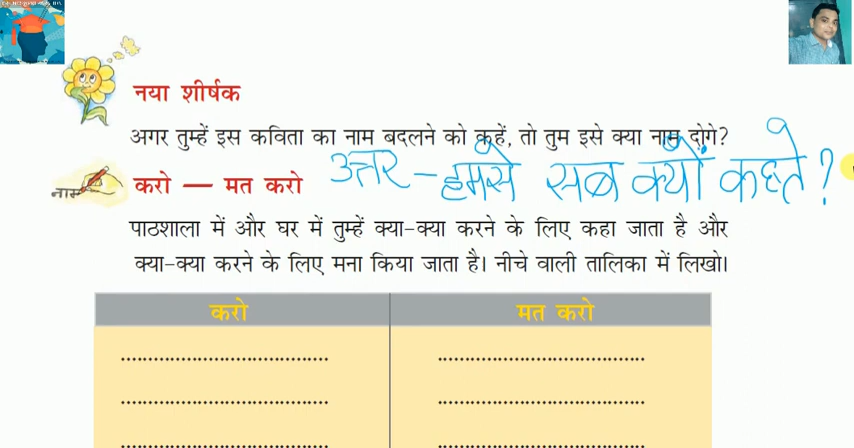 नया शीर्षक
अगर तुम्हें इस कविता का नाम बदलने को कहें, तो तुम इसे क्या नाम दोगे?
उत्तर – हमसे सब क्यों कहते ?
करो — मत करो
पाठशाला में और घर में तुम्हें क्या-क्या करने के लिए कहा जाता है और
क्या-क्या करने के लिए मना किया जाता है। नीचे वाली तालिका में लिखो।
करो मत करो